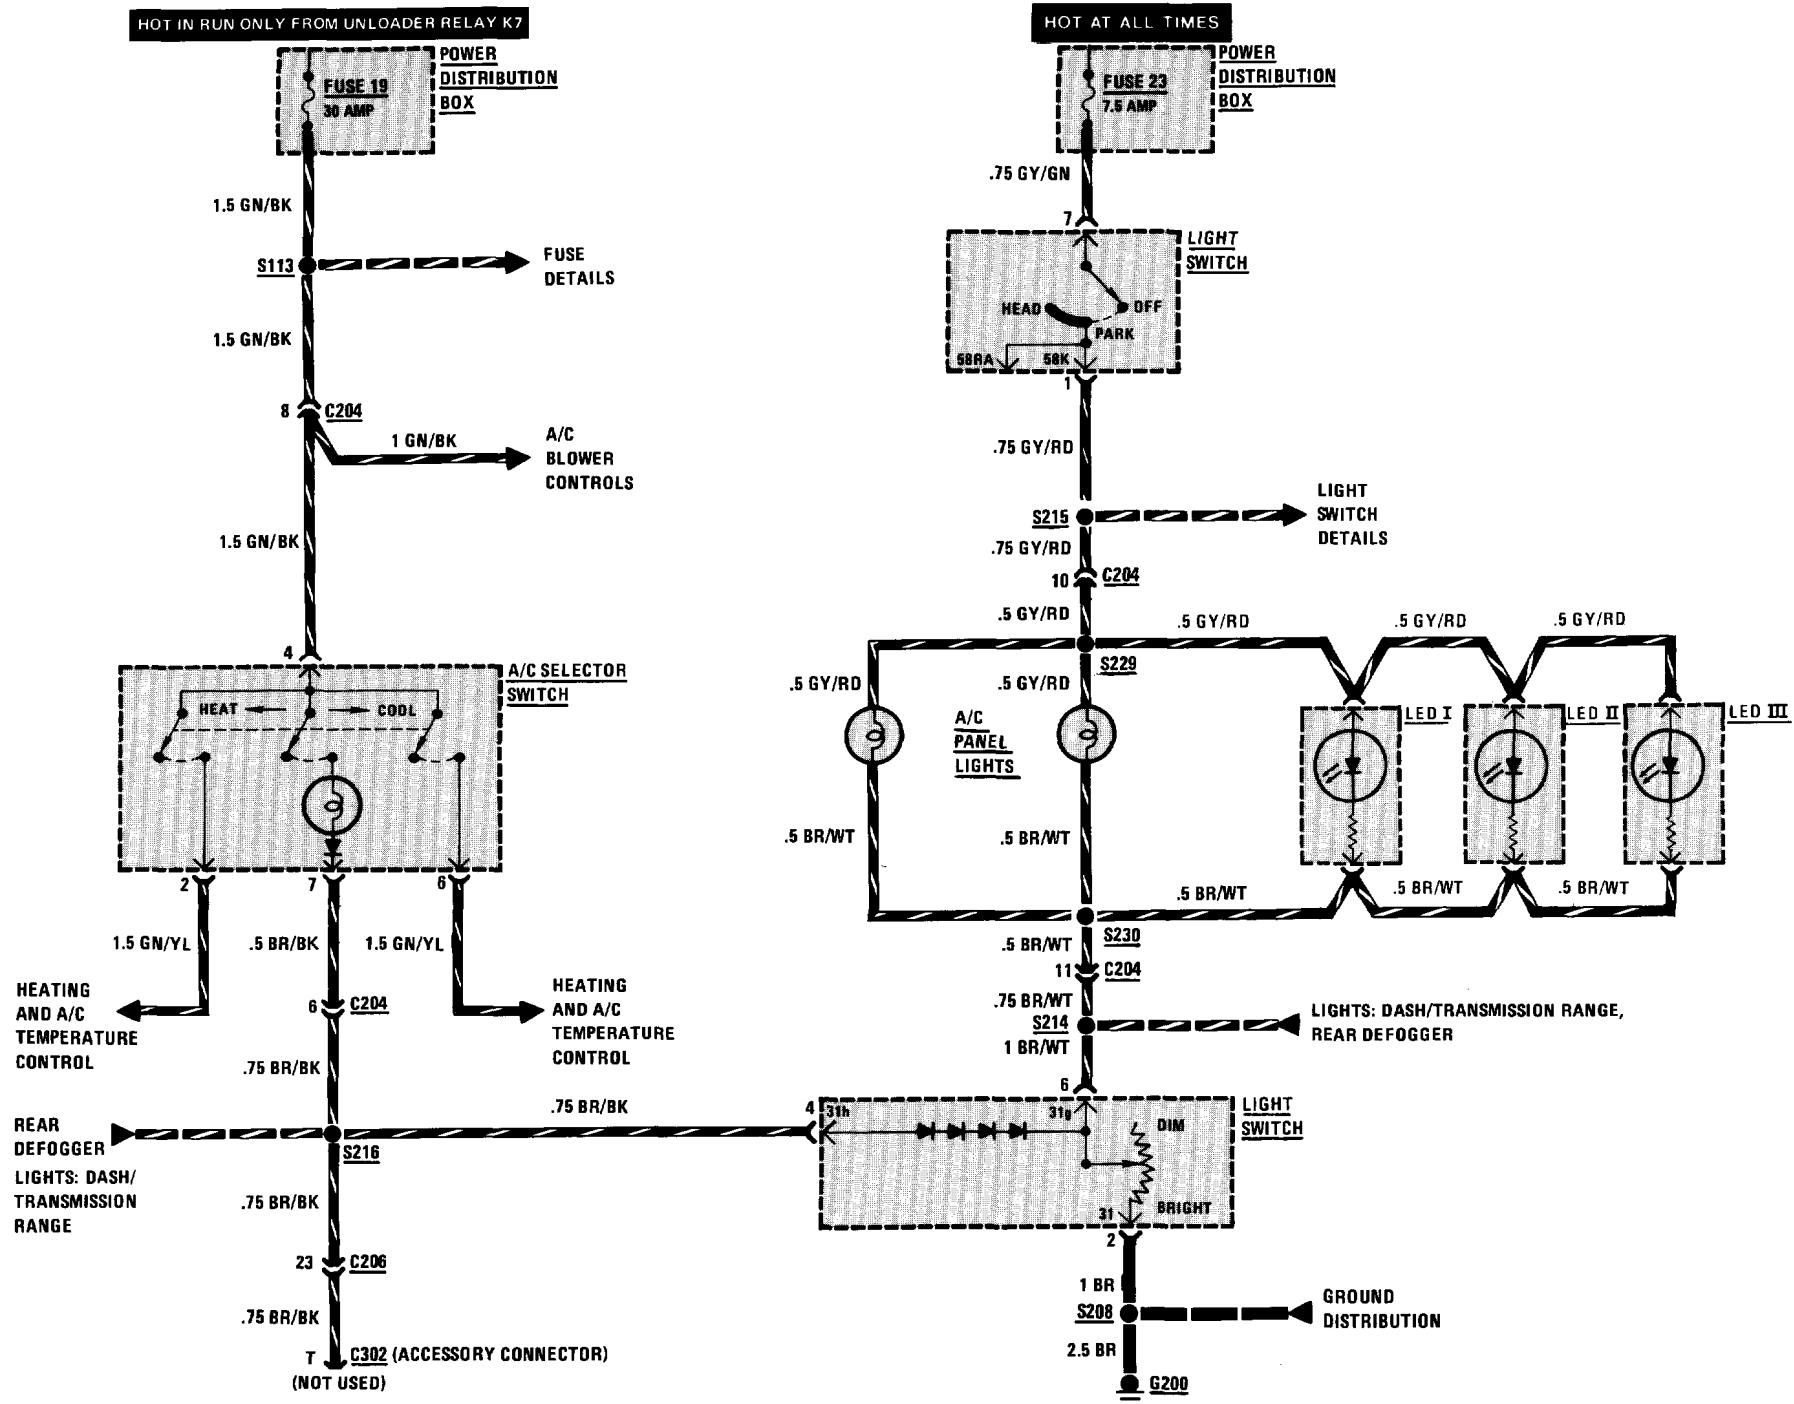 HOT IN RUN ONLY FROM UNLOADER RELAY K7
HOT AT ALL TIMES
FUSE 19
30 AMP
POWER
DISTRIBUTION
BOX
FUSE 23
7.5 AMP
POWER
DISTRIBUTION
BOX
1.5 GN/BK
.75 GY/GN
S113
FUSE
DETAILS
7
LIGHT
SWITCH
HEAD
OFF
PARK
58RA
58K
1
1.5 GN/BK
8
C204
1 GN/BK
A/C
BLOWER
CONTROLS
.75 GY/RD
1.5 GN/BK
S215
LIGHT
SWITCH
DETAILS
.75 GY/RD
10
C204
.5 GY/RD
.5 GY/RD
.5 GY/RD
.5 GY/RD
S229
4
A/C SELECTOR
SWITCH
HEAT
COOL
.5 GY/RD
.5 GY/RD
A/C
PANEL
LIGHTS
LED I
LED II
LED III
.5 BR/WT
.5 BR/WT
2
7
6
.5 BR/WT
.5 BR/WT
.5 BR/WT
S230
1.5 GN/YL
.5 BR/BK
1.5 GN/YL
.5 BR/WT
11
C204
HEATING
AND A/C
TEMPERATURE
CONTROL
6
C204
HEATING
AND A/C
TEMPERATURE
CONTROL
.75 BR/WT
S214
LIGHTS: DASH/TRANSMISSION RANGE,
REAR DEFOGGER
1 BR/WT
.75 BR/BK
6
.75 BR/BK
4
31h
31g
DIM
BRIGHT
31
LIGHT
SWITCH
REAR
DEFOGGER
LIGHTS: DASH/
TRANSMISSION
RANGE
S216
.75 BR/BK
2
23
C206
1 BR
S208
GROUND
DISTRIBUTION
.75 BR/BK
2.5 BR
T
C302 (ACCESSORY CONNECTOR)
(NOT USED)
G200